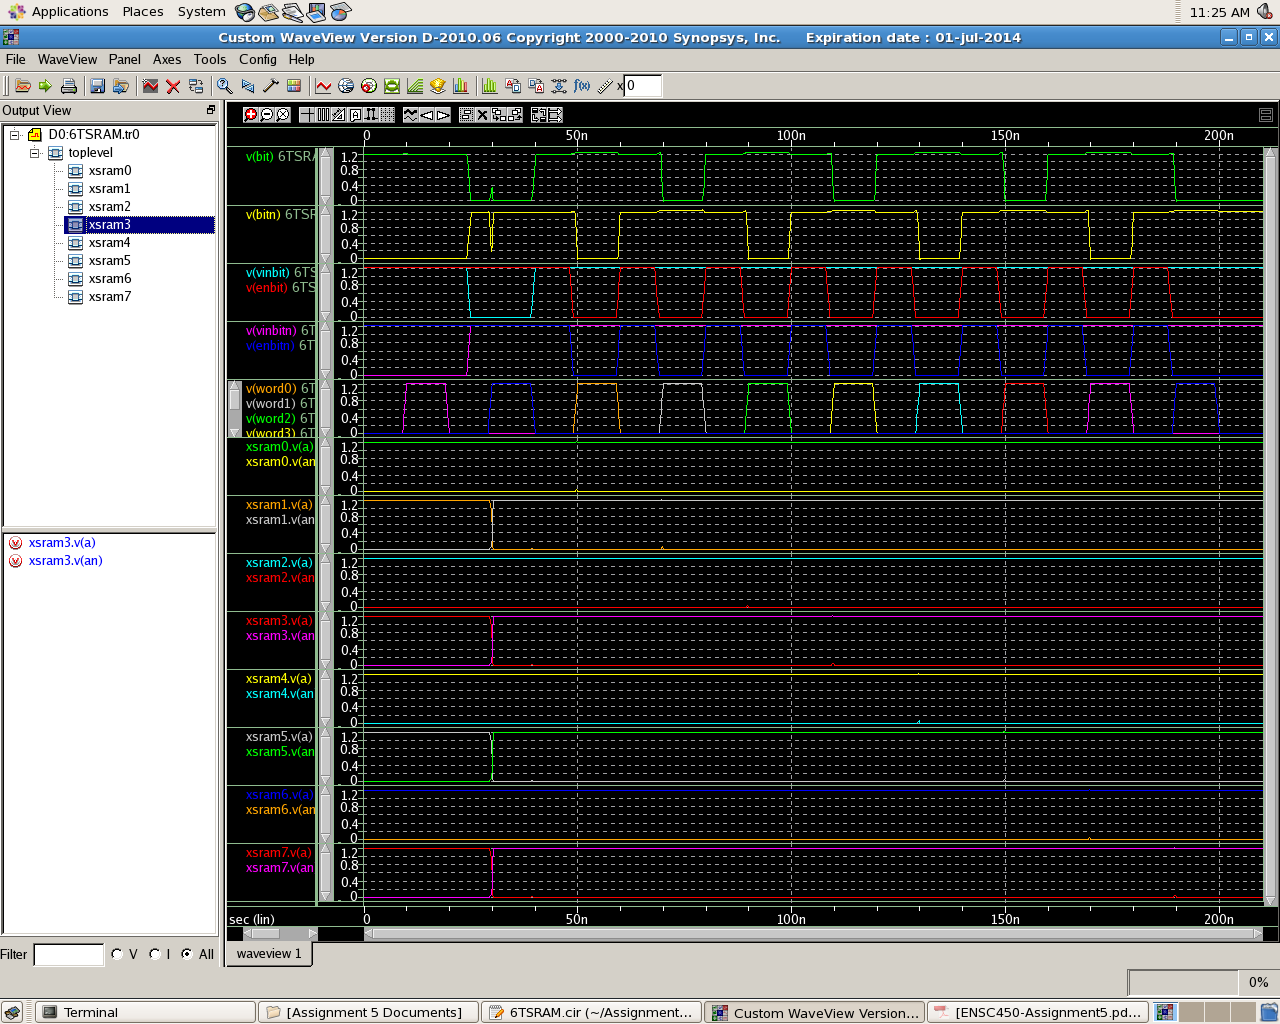 Applications Places System 11:25 AM
Custom WaveView Version D-2010.06 Copyright 2000-2010 Synopsys, Inc. Expiration date : 01-jul-2014
File WaveView Panel Axes Tools Config Help
x 0
Output View
D0:6TSRAM.tr0
toplevel
xsram0
xsram1
xsram2
xsram3
xsram4
xsram5
xsram6
xsram7
xsram3.v(a)
xsram3.v(an)
Filter V I All
0 50n 100n 150n 200n
v(bit) 6TSRA
1.2
0.8
0.4
0
v(bitn) 6TSR
1.2
0.8
0.4
0
v(vinbit) 6TS
v(enbit) 6TS
1.2
0.8
0.4
0
v(vinbitn) 6T
v(enbitn) 6T
1.2
0.8
0.4
0
v(word0) 6T
v(word1) 6T
v(word2) 6T
v(word3) 6T
1.2
0.8
0.4
0
xsram0.v(a)
xsram0.v(an
1.2
0.8
0.4
0
xsram1.v(a)
xsram1.v(an
1.2
0.8
0.4
0
xsram2.v(a)
xsram2.v(an
1.2
0.8
0.4
0
xsram3.v(a)
xsram3.v(an
1.2
0.8
0.4
0
xsram4.v(a)
xsram4.v(an
1.2
0.8
0.4
0
xsram5.v(a)
xsram5.v(an
1.2
0.8
0.4
0
xsram6.v(a)
xsram6.v(an
1.2
0.8
0.4
0
xsram7.v(a)
xsram7.v(an
1.2
0.8
0.4
0
sec (lin) 0 50n 100n 150n 200n
waveview 1
0%
Terminal [Assignment 5 Documents] 6TSRAM.cir (~/Assignment... Custom WaveView Version... [ENSC450-Assignment5.pd...